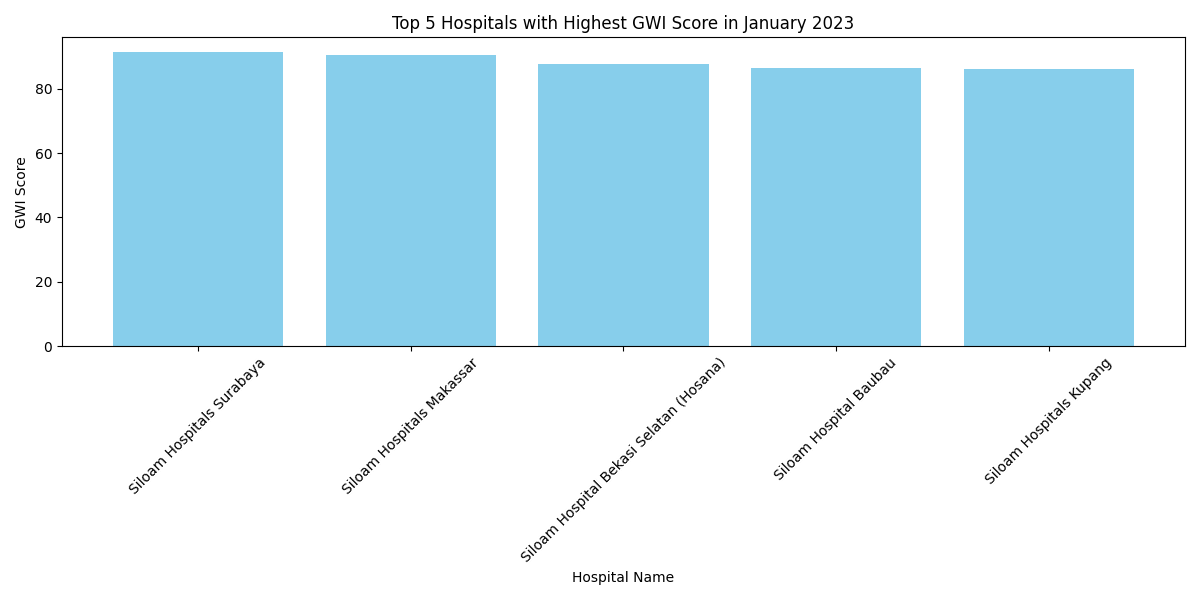 Top 5 Hospitals with Highest GWI Score in January 2023
GWI Score
80
60
40
20
0
Siloam Hospitals Surabaya
Siloam Hospitals Makassar
Siloam Hospital Bekasi Selatan (Hosana)
Siloam Hospital Baubau
Siloam Hospitals Kupang
Hospital Name